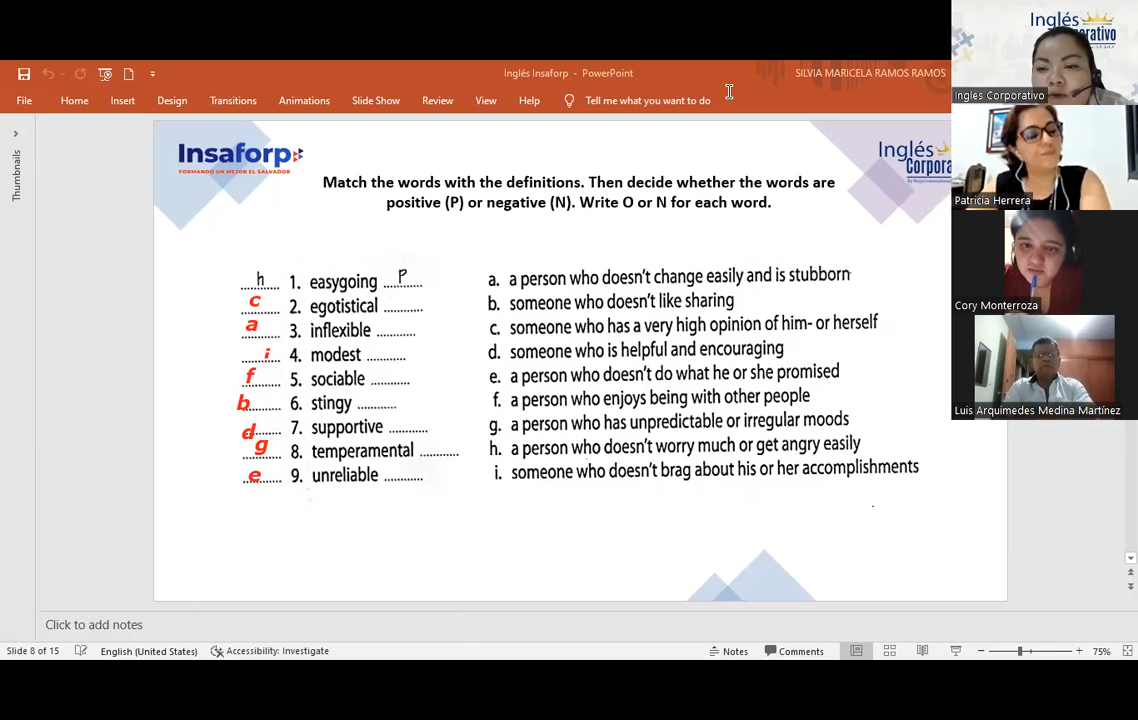 Inglés Insaforp - PowerPoint
SILVIA MARICELA RAMOS RAMOS
File Home Insert Design Transitions Animations Slide Show Review View Help Tell me what you want to do
Thumbnails
Insaforp
FORMANDO UN MEJOR EL SALVADOR
Inglés
Match the words with the definitions. Then decide whether the words are
positive (P) or negative (N). Write O or N for each word.
h 1. easygoing P
c 2. egotistical ...........
a 3. inflexible ...........
i 4. modest ...........
f 5. sociable ...........
b 6. stingy ...........
d 7. supportive ...........
g 8. temperamental ...........
e 9. unreliable ...........
a. a person who doesn't change easily and is stubborn
b. someone who doesn't like sharing
c. someone who has a very high opinion of him- or herself
d. someone who is helpful and encouraging
e. a person who doesn't do what he or she promised
f. a person who enjoys being with other people
g. a person who has unpredictable or irregular moods
h. a person who doesn't worry much or get angry easily
i. someone who doesn't brag about his or her accomplishments
Click to add notes
Slide 8 of 15 English (United States) Accessibility: Investigate Notes Comments 75%
Inglés
Ingles Corporativo
Patricia Herrera
Cory Monterroza
Luis Arquimedes Medina Martínez